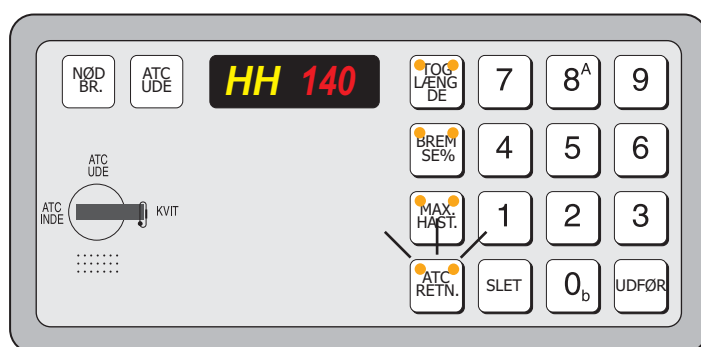 NØD
BR.
ATC
UDE
HH 140
TOG
LÆNG
DE
7
8A
9
BREM
SE%
4
5
6
ATC
UDE
ATC
INDE
KVIT
MAX.
HAST.
1
2
3
ATC
RETN.
SLET
0b
UDFØR